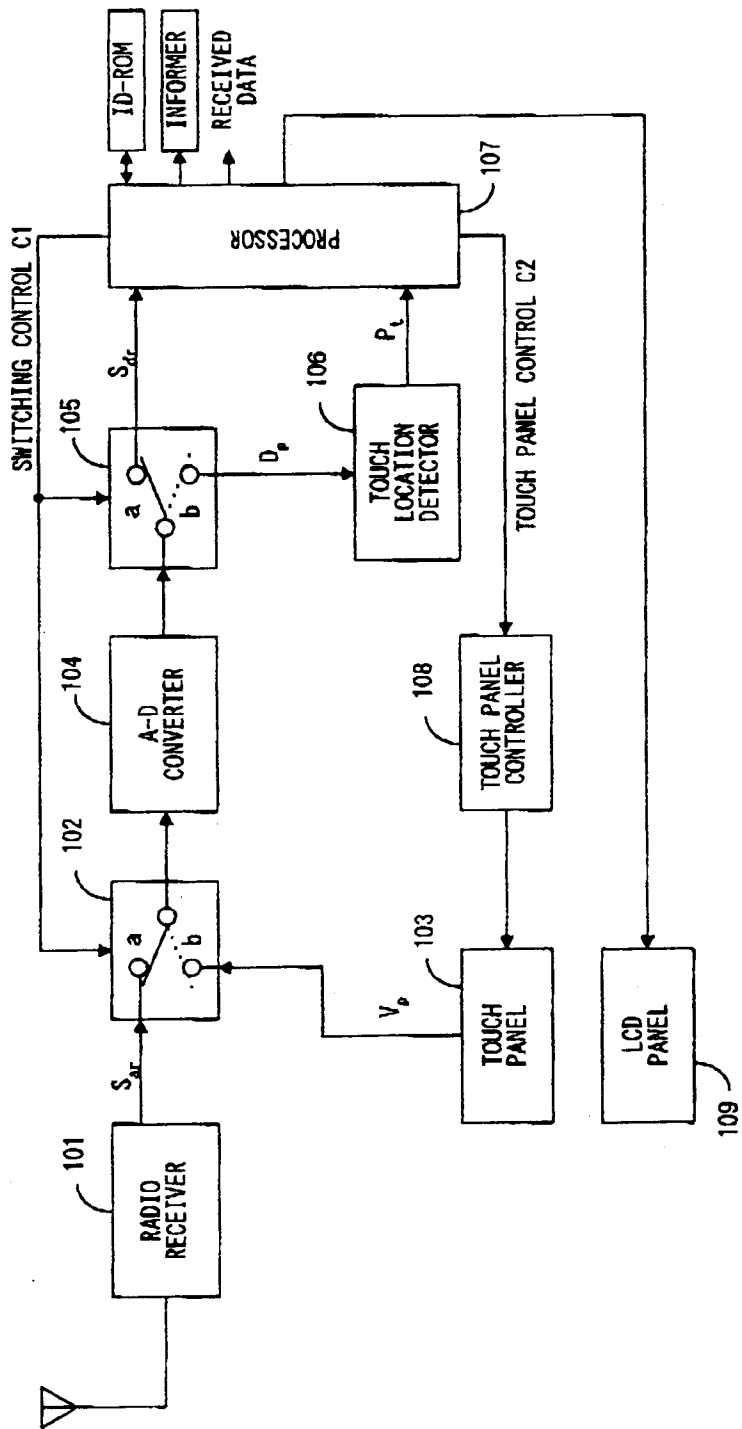 SWITCHING CONTROL C1
ID-ROM
INFORMER
RECEIVED
DATA
101
RADIO
RECEIVER
S_ar
102
a
b
104
A-D
CONVERTER
105
a
b
S_dr
PROCESSOR
107
D_p
106
TOUCH
LOCATION
DETECTOR
P_t
V_p
103
TOUCH
PANEL
108
TOUCH PANEL
CONTROLLER
TOUCH PANEL CONTROL C2
LCD
PANEL
109